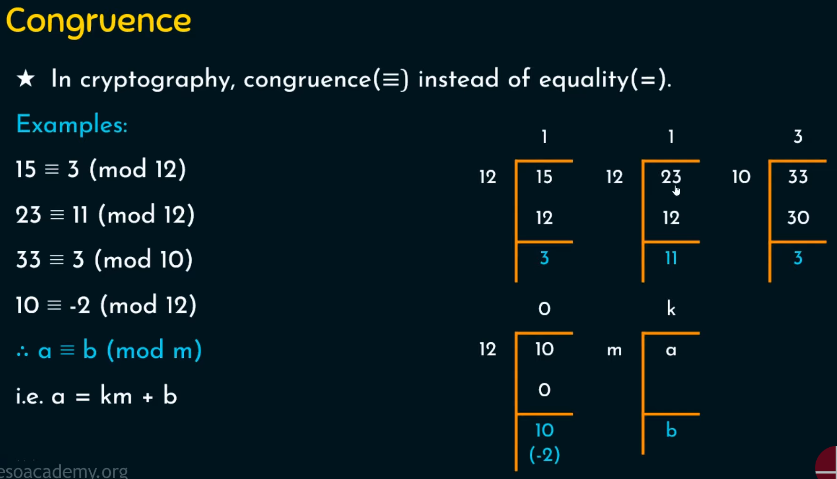 Congruence
★ In cryptography, congruence(≡) instead of equality(=).
Examples:
15 ≡ 3 (mod 12)
23 ≡ 11 (mod 12)
33 ≡ 3 (mod 10)
10 ≡ -2 (mod 12)
∴ a ≡ b (mod m)
i.e. a = km + b
1
12 15
12
3
1
12 23
12
11
3
10 33
30
3
0
12 10
0
10
(-2)
k
m a
b
esoacademy.org